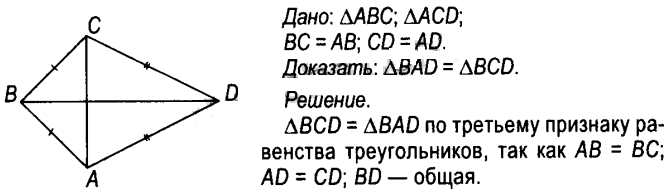 C
B
D
A
Дано: ΔABC; ΔACD;
BC = AB; CD = AD.
Доказать: ΔBAD = ΔBCD.
Решение.
ΔBCD = ΔBAD по третьему признаку ра-
венства треугольников, так как AB = BC;
AD = CD; BD — общая.